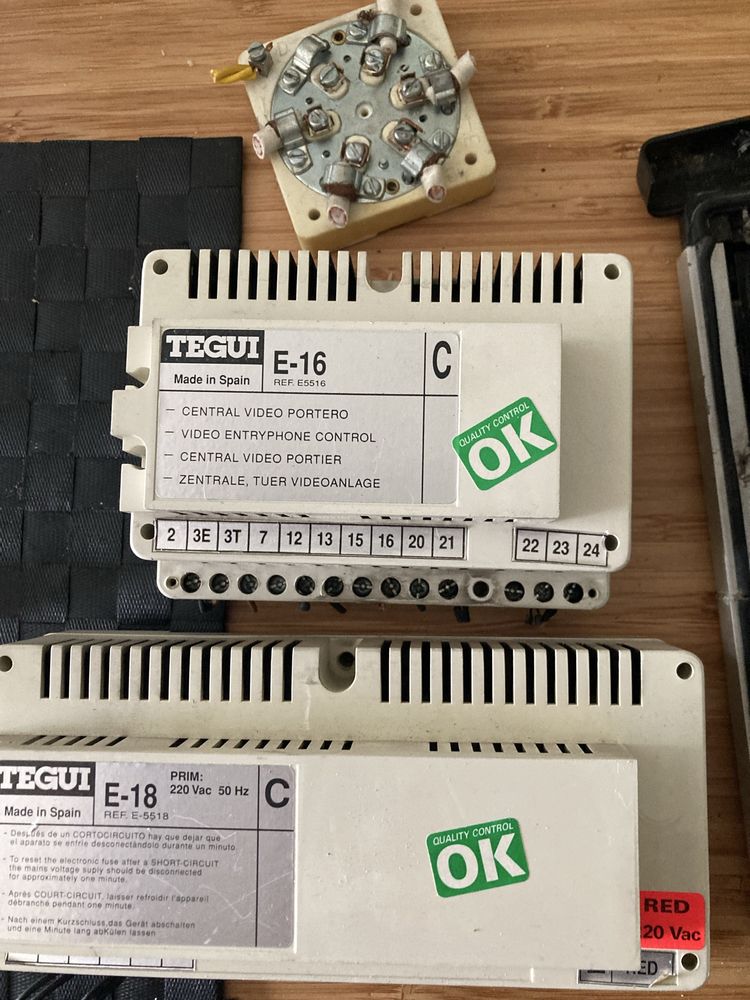 TEGUI
Made in Spain
E-16
REF. E5516
C
– CENTRAL VIDEO PORTERO
– VIDEO ENTRYPHONE CONTROL
– CENTRAL VIDEO PORTIER
– ZENTRALE, TUER VIDEOANLAGE
QUALITY CONTROL
OK
2 3E 3T 7 12 13 15 16 20 21 22 23 24
TEGUI
Made in Spain
E-18
REF. E-5518
PRIM:
220 Vac 50 Hz
C
- Después de un CORTOCIRCUITO hay que dejar que
el aparato se enfrie desconectándolo durante un minuto.
- To reset the electronic fuse after a SHORT-CIRCUIT
the mains voltage suply should be disconnected
for approximately one minute.
- Après COURT-CIRCUIT, laisser refroidir l'appareil
débranché pendant one minute.
- Nach einem Kurzschluss,das Gerät abschalten
und eine Minute lang abKülen lassen
QUALITY CONTROL
OK
RED
20 Vac
RED